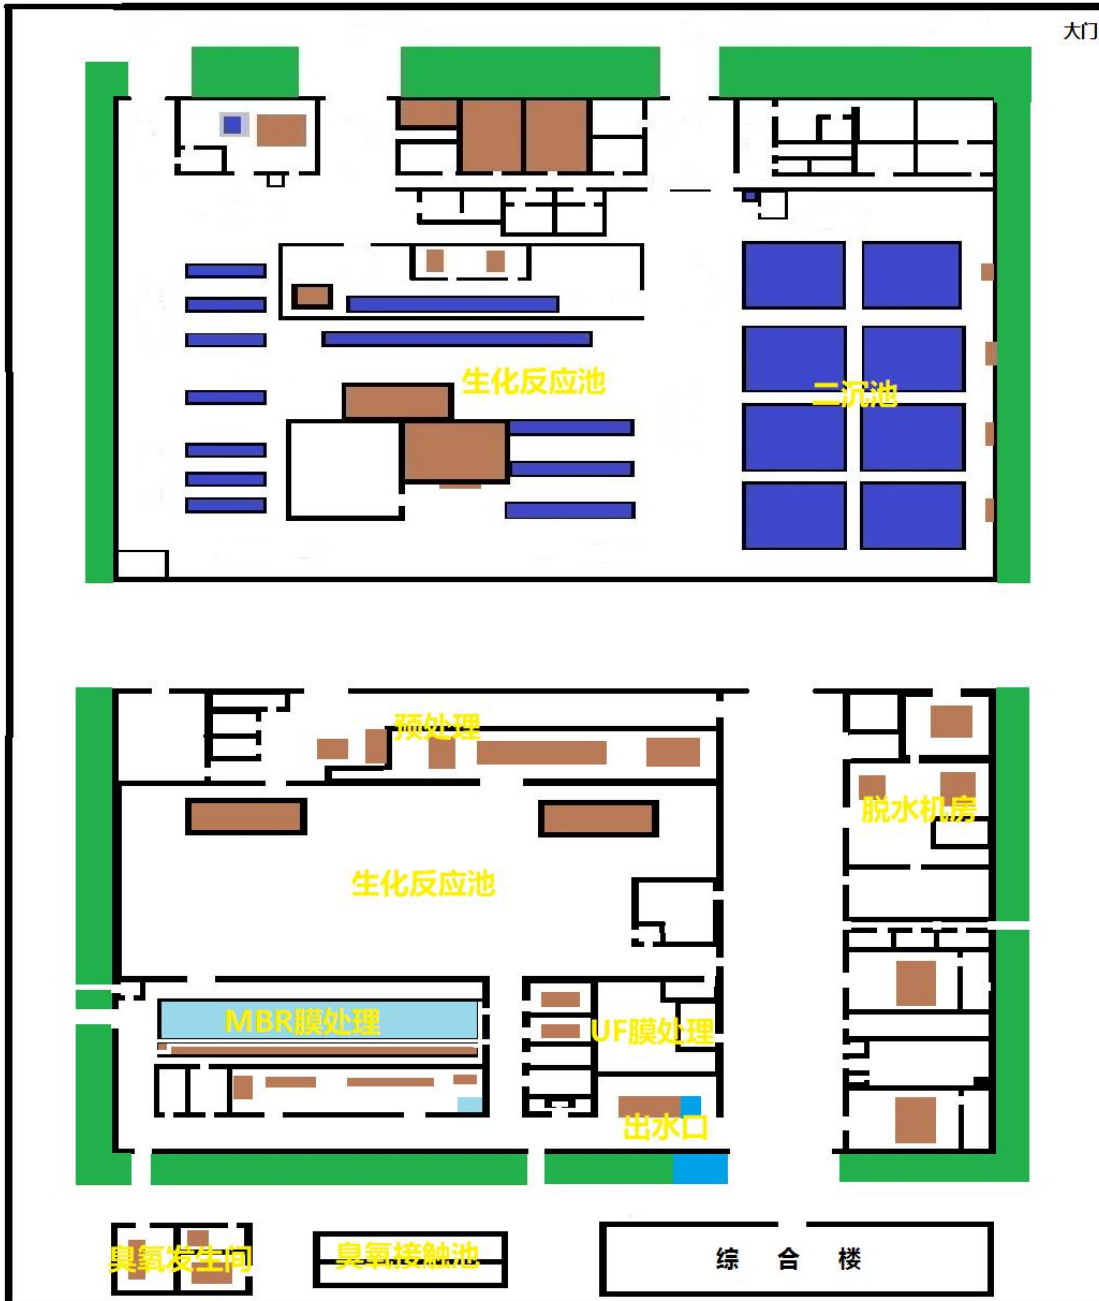 大门
生化反应池
二沉池
预处理
脱水机房
生化反应池
MBR膜处理
UF膜处理
出水口
臭氧发生间
臭氧接触池
综合楼